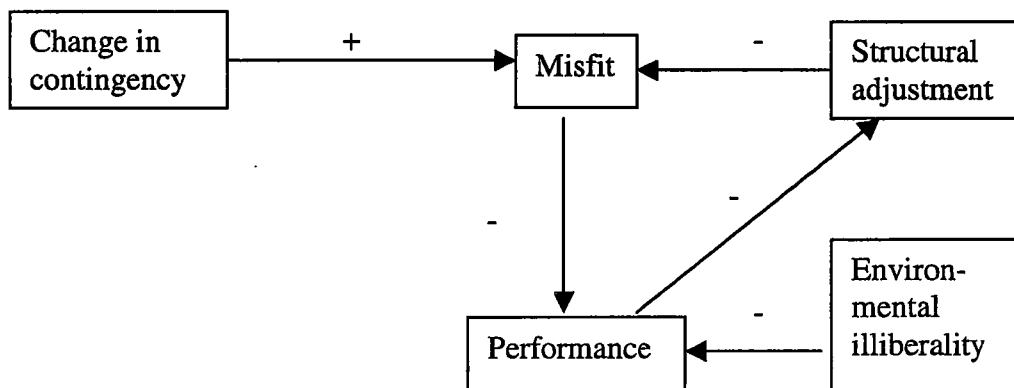 Change in
contingency
+
Misfit
-
Structural
adjustment
-
-
Performance
-
Environ-
mental
illiberality